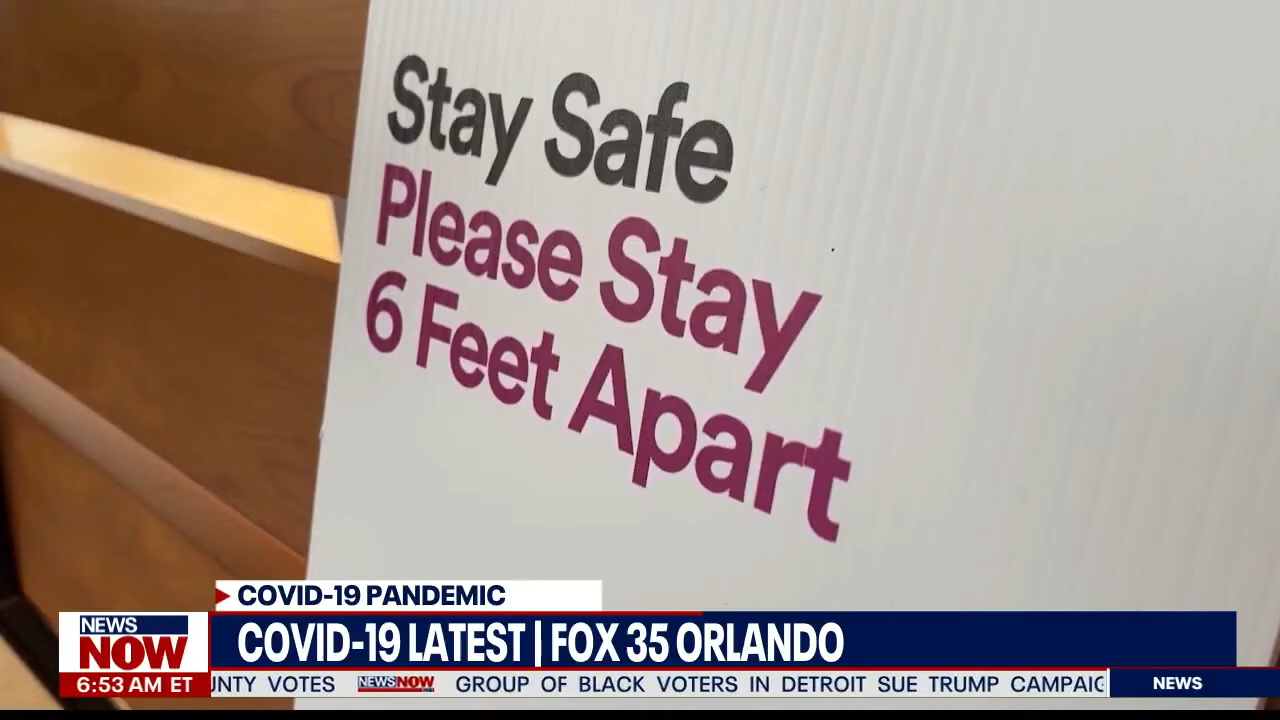 Stay Safe
Please Stay
6 Feet Apart
COVID-19 PANDEMIC
NEWS
NOW
COVID-19 LATEST | FOX 35 ORLANDO
6:53 AM ET
VOTES NEWSNOW GROUP OF BLACK VOTERS IN DETROIT SUE TRUMP
NEWS